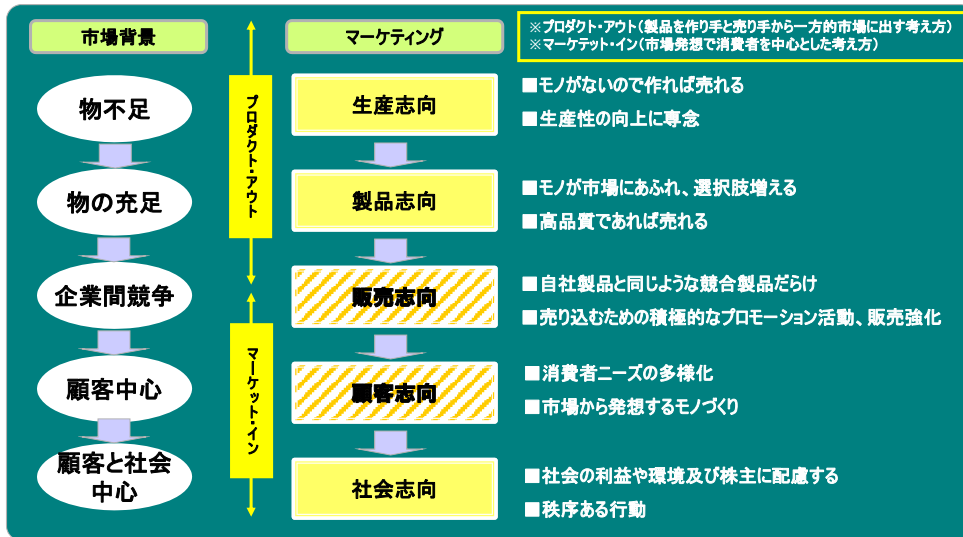 市場背景
マーケティング
※プロダクト・アウト(製品を作り手と売り手から一方的市場に出す考え方)
※マーケテット・イン(市場発想で消費者を中心とした考え方)
プロダクト・アウト
マーケット・イン
物不足
生産志向
■モノがないので作れば売れる
■生産性の向上に専念
物の充足
製品志向
■モノが市場にあふれ、選択肢増える
■高品質であれば売れる
企業間競争
販売志向
■自社製品と同じような競合製品だらけ
■売り込むための積極的なプロモーション活動、販売強化
顧客中心
顧客志向
■消費者ニーズの多様化
■市場から発想するモノづくり
顧客と社会
中心
社会志向
■社会の利益や環境及び株主に配慮する
■秩序ある行動